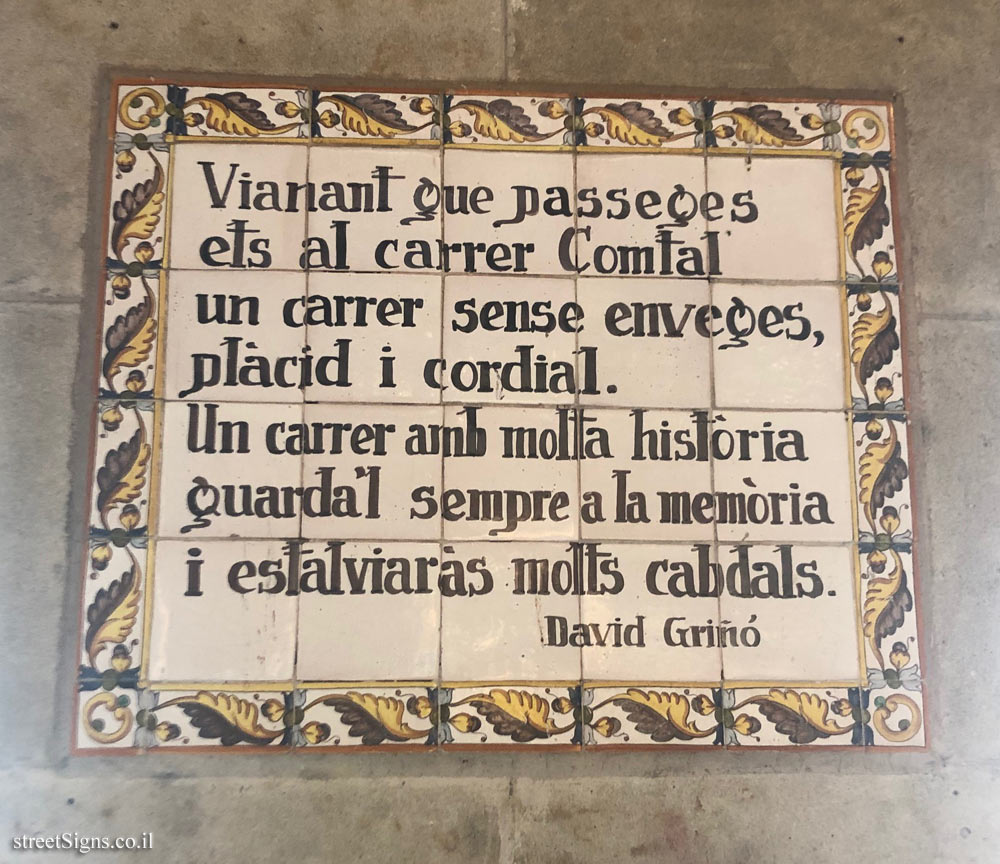 Vianant que passeges
ets al carrer Comtal
un carrer sense enveges,
plàcid i cordial.
Un carrer amb molta història
guarda'l sempre a la memòria
i estalviaràs molts cabdals.
David Griñó
streetSigns.co.il